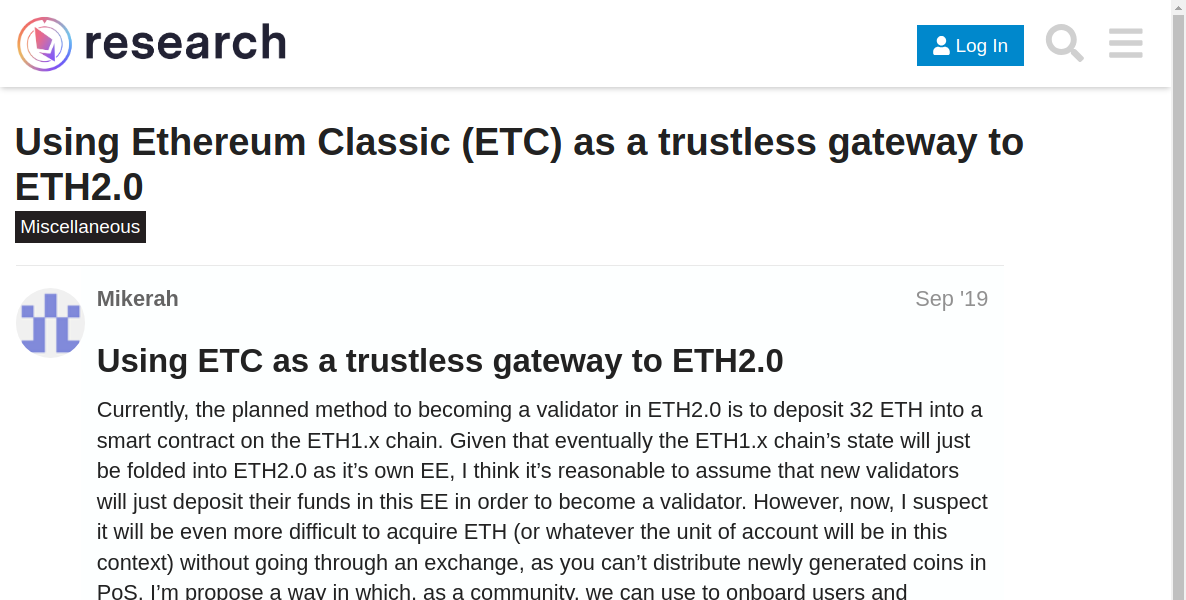 research
Log In
Using Ethereum Classic (ETC) as a trustless gateway to
ETH2.0
Miscellaneous
Mikerah
Sep '19
Using ETC as a trustless gateway to ETH2.0
Currently, the planned method to becoming a validator in ETH2.0 is to deposit 32 ETH into a
smart contract on the ETH1.x chain. Given that eventually the ETH1.x chain’s state will just
be folded into ETH2.0 as it’s own EE, I think it’s reasonable to assume that new validators
will just deposit their funds in this EE in order to become a validator. However, now, I suspect
it will be even more difficult to acquire ETH (or whatever the unit of account will be in this
context) without going through an exchange, as you can’t distribute newly generated coins in
PoS. I’m propose a way in which, as a community, we can use to onboard users and